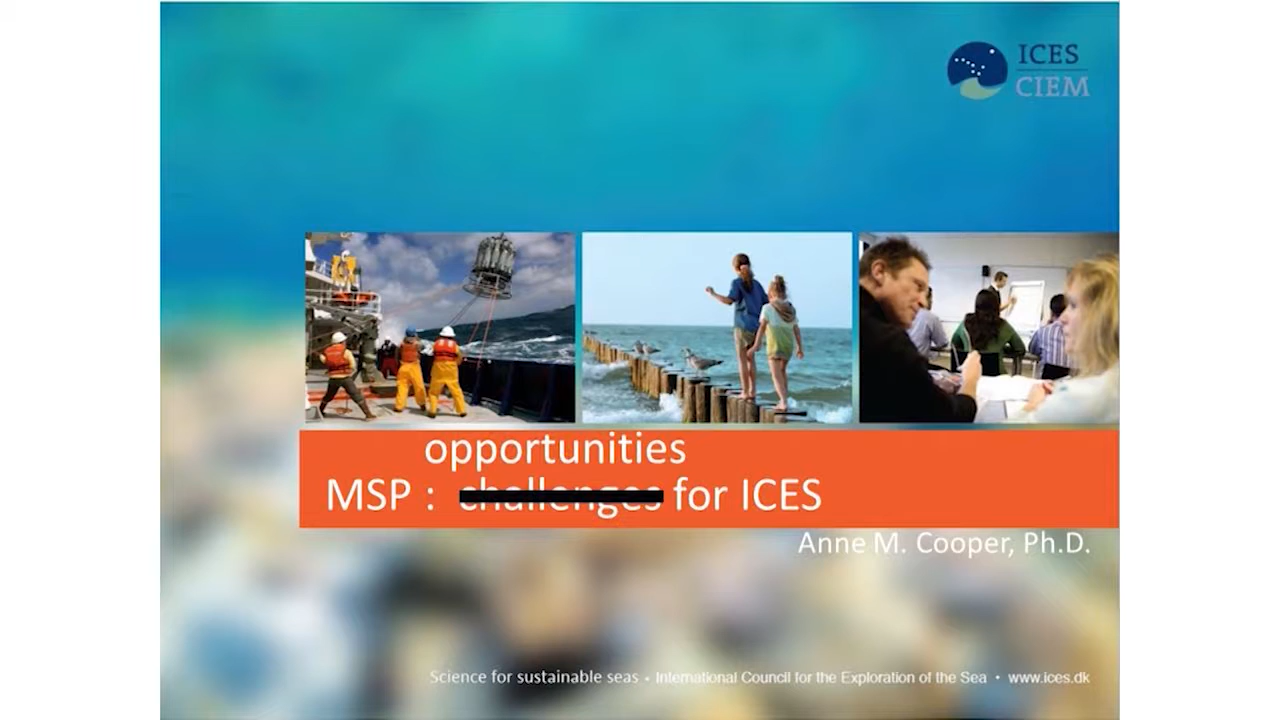 ICES
CIEM
opportunities
MSP : challenges for ICES
Anne M. Cooper, Ph.D.
Science for sustainable seas • International Council for the Exploration of the Sea • www.ices.dk